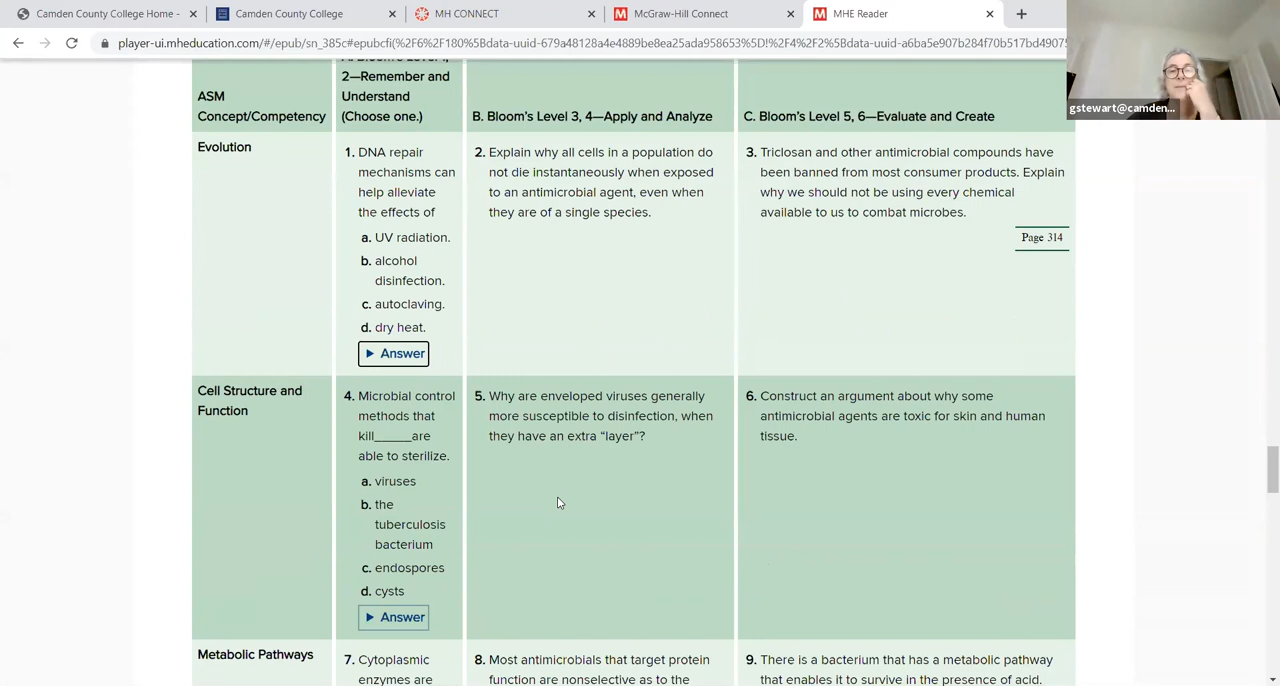 Camden County College Home -
Camden County College
MH CONNECT
McGraw-Hill Connect
MHE Reader
player-ui.mheducation.com/#/epub/sn_385c#epubcfi(%2F6%2F180%5Bdata-uuid-679a48128a4e4889be8ea25ada958653%5D!%2F4%2F2%5Bdata-uuid-a6ba5e907b284f70b517bd4907
gstewart@camden...
ASM
Concept/Competency
2—Remember and
Understand
(Choose one.)
B. Bloom's Level 3, 4—Apply and Analyze
C. Bloom's Level 5, 6—Evaluate and Create
Evolution
1. DNA repair
mechanisms can
help alleviate
the effects of
a. UV radiation.
b. alcohol
disinfection.
c. autoclaving.
d. dry heat.
Answer
2. Explain why all cells in a population do
not die instantaneously when exposed
to an antimicrobial agent, even when
they are of a single species.
3. Triclosan and other antimicrobial compounds have
been banned from most consumer products. Explain
why we should not be using every chemical
available to us to combat microbes.
Page 314
Cell Structure and
Function
4. Microbial control
methods that
kill_____are
able to sterilize.
a. viruses
b. the
tuberculosis
bacterium
c. endospores
d. cysts
Answer
5. Why are enveloped viruses generally
more susceptible to disinfection, when
they have an extra “layer”?
6. Construct an argument about why some
antimicrobial agents are toxic for skin and human
tissue.
Metabolic Pathways
7. Cytoplasmic
enzymes are
8. Most antimicrobials that target protein
function are nonselective as to the
9. There is a bacterium that has a metabolic pathway
that enables it to survive in the presence of acid.